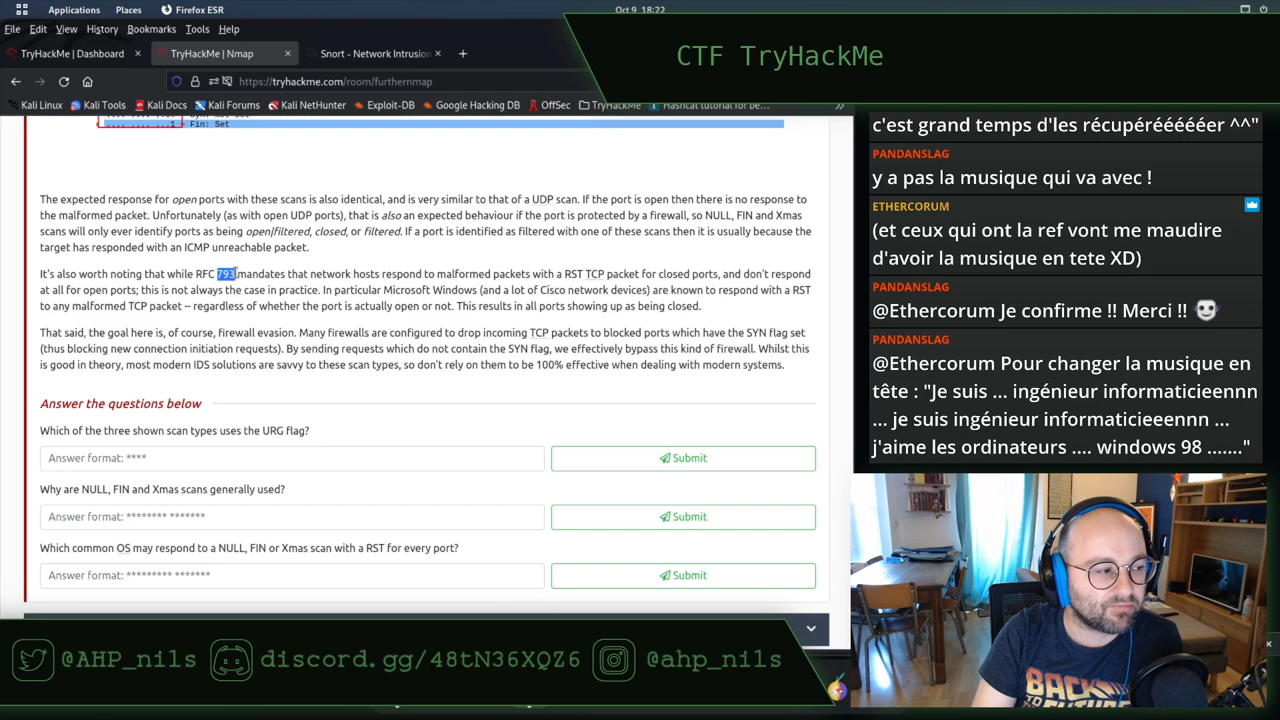 Applications Places Firefox ESR Oct 9 18:22
File Edit View History Bookmarks Tools Help
TryHackMe | Dashboard × TryHackMe | Nmap × Snort - Network Intrusion × +
https://tryhackme.com/room/furthernmap
Kali Linux Kali Tools Kali Docs Kali Forums Kali NetHunter Exploit-DB Google Hacking DB OffSec TryHackMe Hashcat tutorial for be… »
CTF TryHackMe
.... .... ...1 = Fin: Set
The expected response for open ports with these scans is also identical, and is very similar to that of a UDP scan. If the port is open then there is no response to
the malformed packet. Unfortunately (as with open UDP ports), that is also an expected behaviour if the port is protected by a firewall, so NULL, FIN and Xmas
scans will only ever identify ports as being open|filtered, closed, or filtered. If a port is identified as filtered with one of these scans then it is usually because the
target has responded with an ICMP unreachable packet.
It's also worth noting that while RFC 793 mandates that network hosts respond to malformed packets with a RST TCP packet for closed ports, and don't respond
at all for open ports; this is not always the case in practice. In particular Microsoft Windows (and a lot of Cisco network devices) are known to respond with a RST
to any malformed TCP packet -- regardless of whether the port is actually open or not. This results in all ports showing up as being closed.
That said, the goal here is, of course, firewall evasion. Many firewalls are configured to drop incoming TCP packets to blocked ports which have the SYN flag set
(thus blocking new connection initiation requests). By sending requests which do not contain the SYN flag, we effectively bypass this kind of firewall. Whilst this
is good in theory, most modern IDS solutions are savvy to these scan types, so don't rely on them to be 100% effective when dealing with modern systems.
Answer the questions below
Which of the three shown scan types uses the URG flag?
Answer format: ****
Submit
Why are NULL, FIN and Xmas scans generally used?
Answer format: ******** *******
Submit
Which common OS may respond to a NULL, FIN or Xmas scan with a RST for every port?
Answer format: ********* *******
Submit
c'est grand temps d'les récupéréééééer ^^"
PANDANSLAG
y a pas la musique qui va avec !
ETHERCORUM
(et ceux qui ont la ref vont me maudire
d'avoir la musique en tete XD)
PANDANSLAG
@Ethercorum Je confirme !! Merci !!
PANDANSLAG
@Ethercorum Pour changer la musique en
tête : "Je suis ... ingénieur informaticieennn
... je suis ingénieur informaticieeennn ...
j'aime les ordinateurs .... windows 98 ......."
BACK
TO THE
FUTURE
@AHP_nils discord.gg/48tN36XQZ6 @ahp_nils